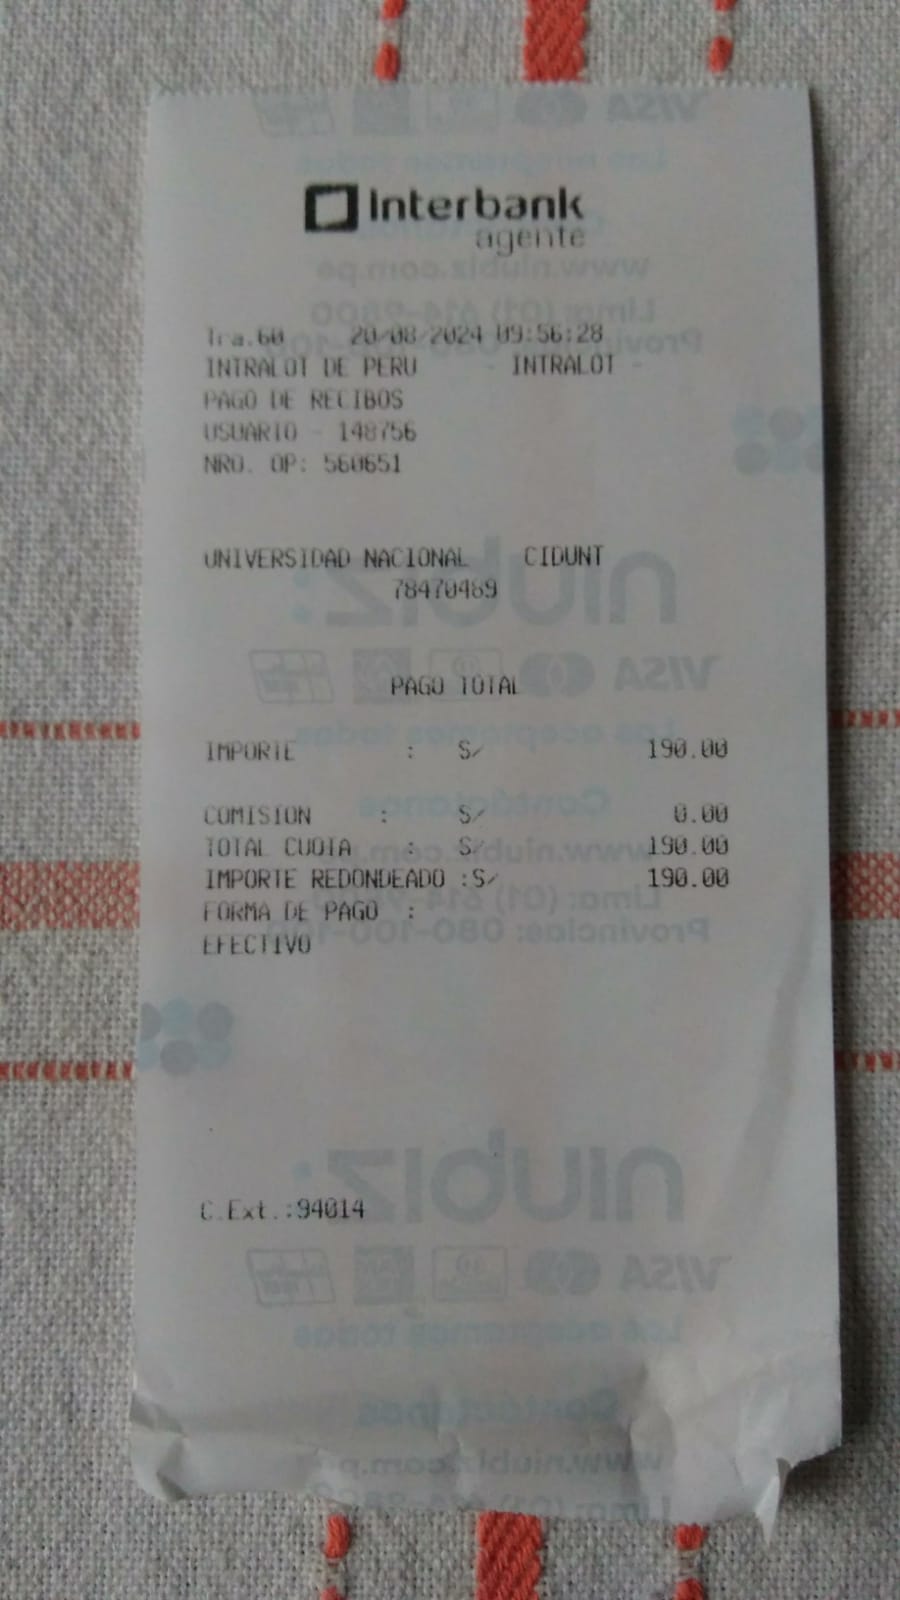 Interbank
agente
Tra.60 20/08/2024 09:56:28
INTRALOT DE PERU - INTRALOT -
PAGO DE RECIBOS
USUARIO - 148756
NRO. OP: 560651
UNIVERSIDAD NACIONAL CIDUNT
78470469
PAGO TOTAL
IMPORTE : S/ 190.00
COMISION : S/ 0.00
TOTAL CUOTA : S/ 190.00
IMPORTE REDONDEADO :S/ 190.00
FORMA DE PAGO :
EFECTIVO
C.Ext.:94014